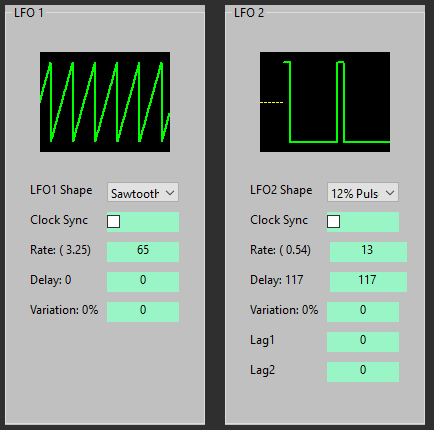 LFO 1
LFO1 Shape Sawtooth
Clock Sync
Rate: ( 3.25) 65
Delay: 0 0
Variation: 0% 0
LFO 2
LFO2 Shape 12% Puls
Clock Sync
Rate: ( 0.54) 13
Delay: 117 117
Variation: 0% 0
Lag1 0
Lag2 0